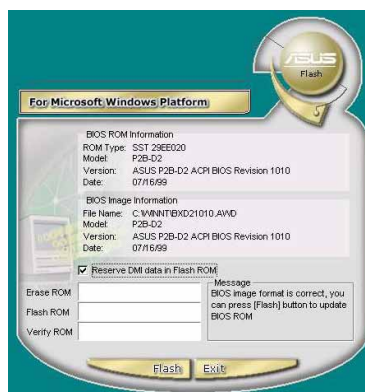 ASUS
Flash
For Microsoft Windows Platform
BIOS ROM Information
ROM Type: SST 29EE020
Model: P2B-D2
Version: ASUS P2B-D2 ACPI BIOS Revision 1010
Date: 07/16/99
BIOS Image Information
File Name: C:\WINNT\BXD21010.AWD
Model: P2B-D2
Version: ASUS P2B-D2 ACPI BIOS Revision 1010
Date: 07/16/99
Reserve DMI data in Flash ROM
Erase ROM
Flash ROM
Verify ROM
Message
BIOS image format is correct, you
can press [Flash] button to update
BIOS ROM
Flash Exit